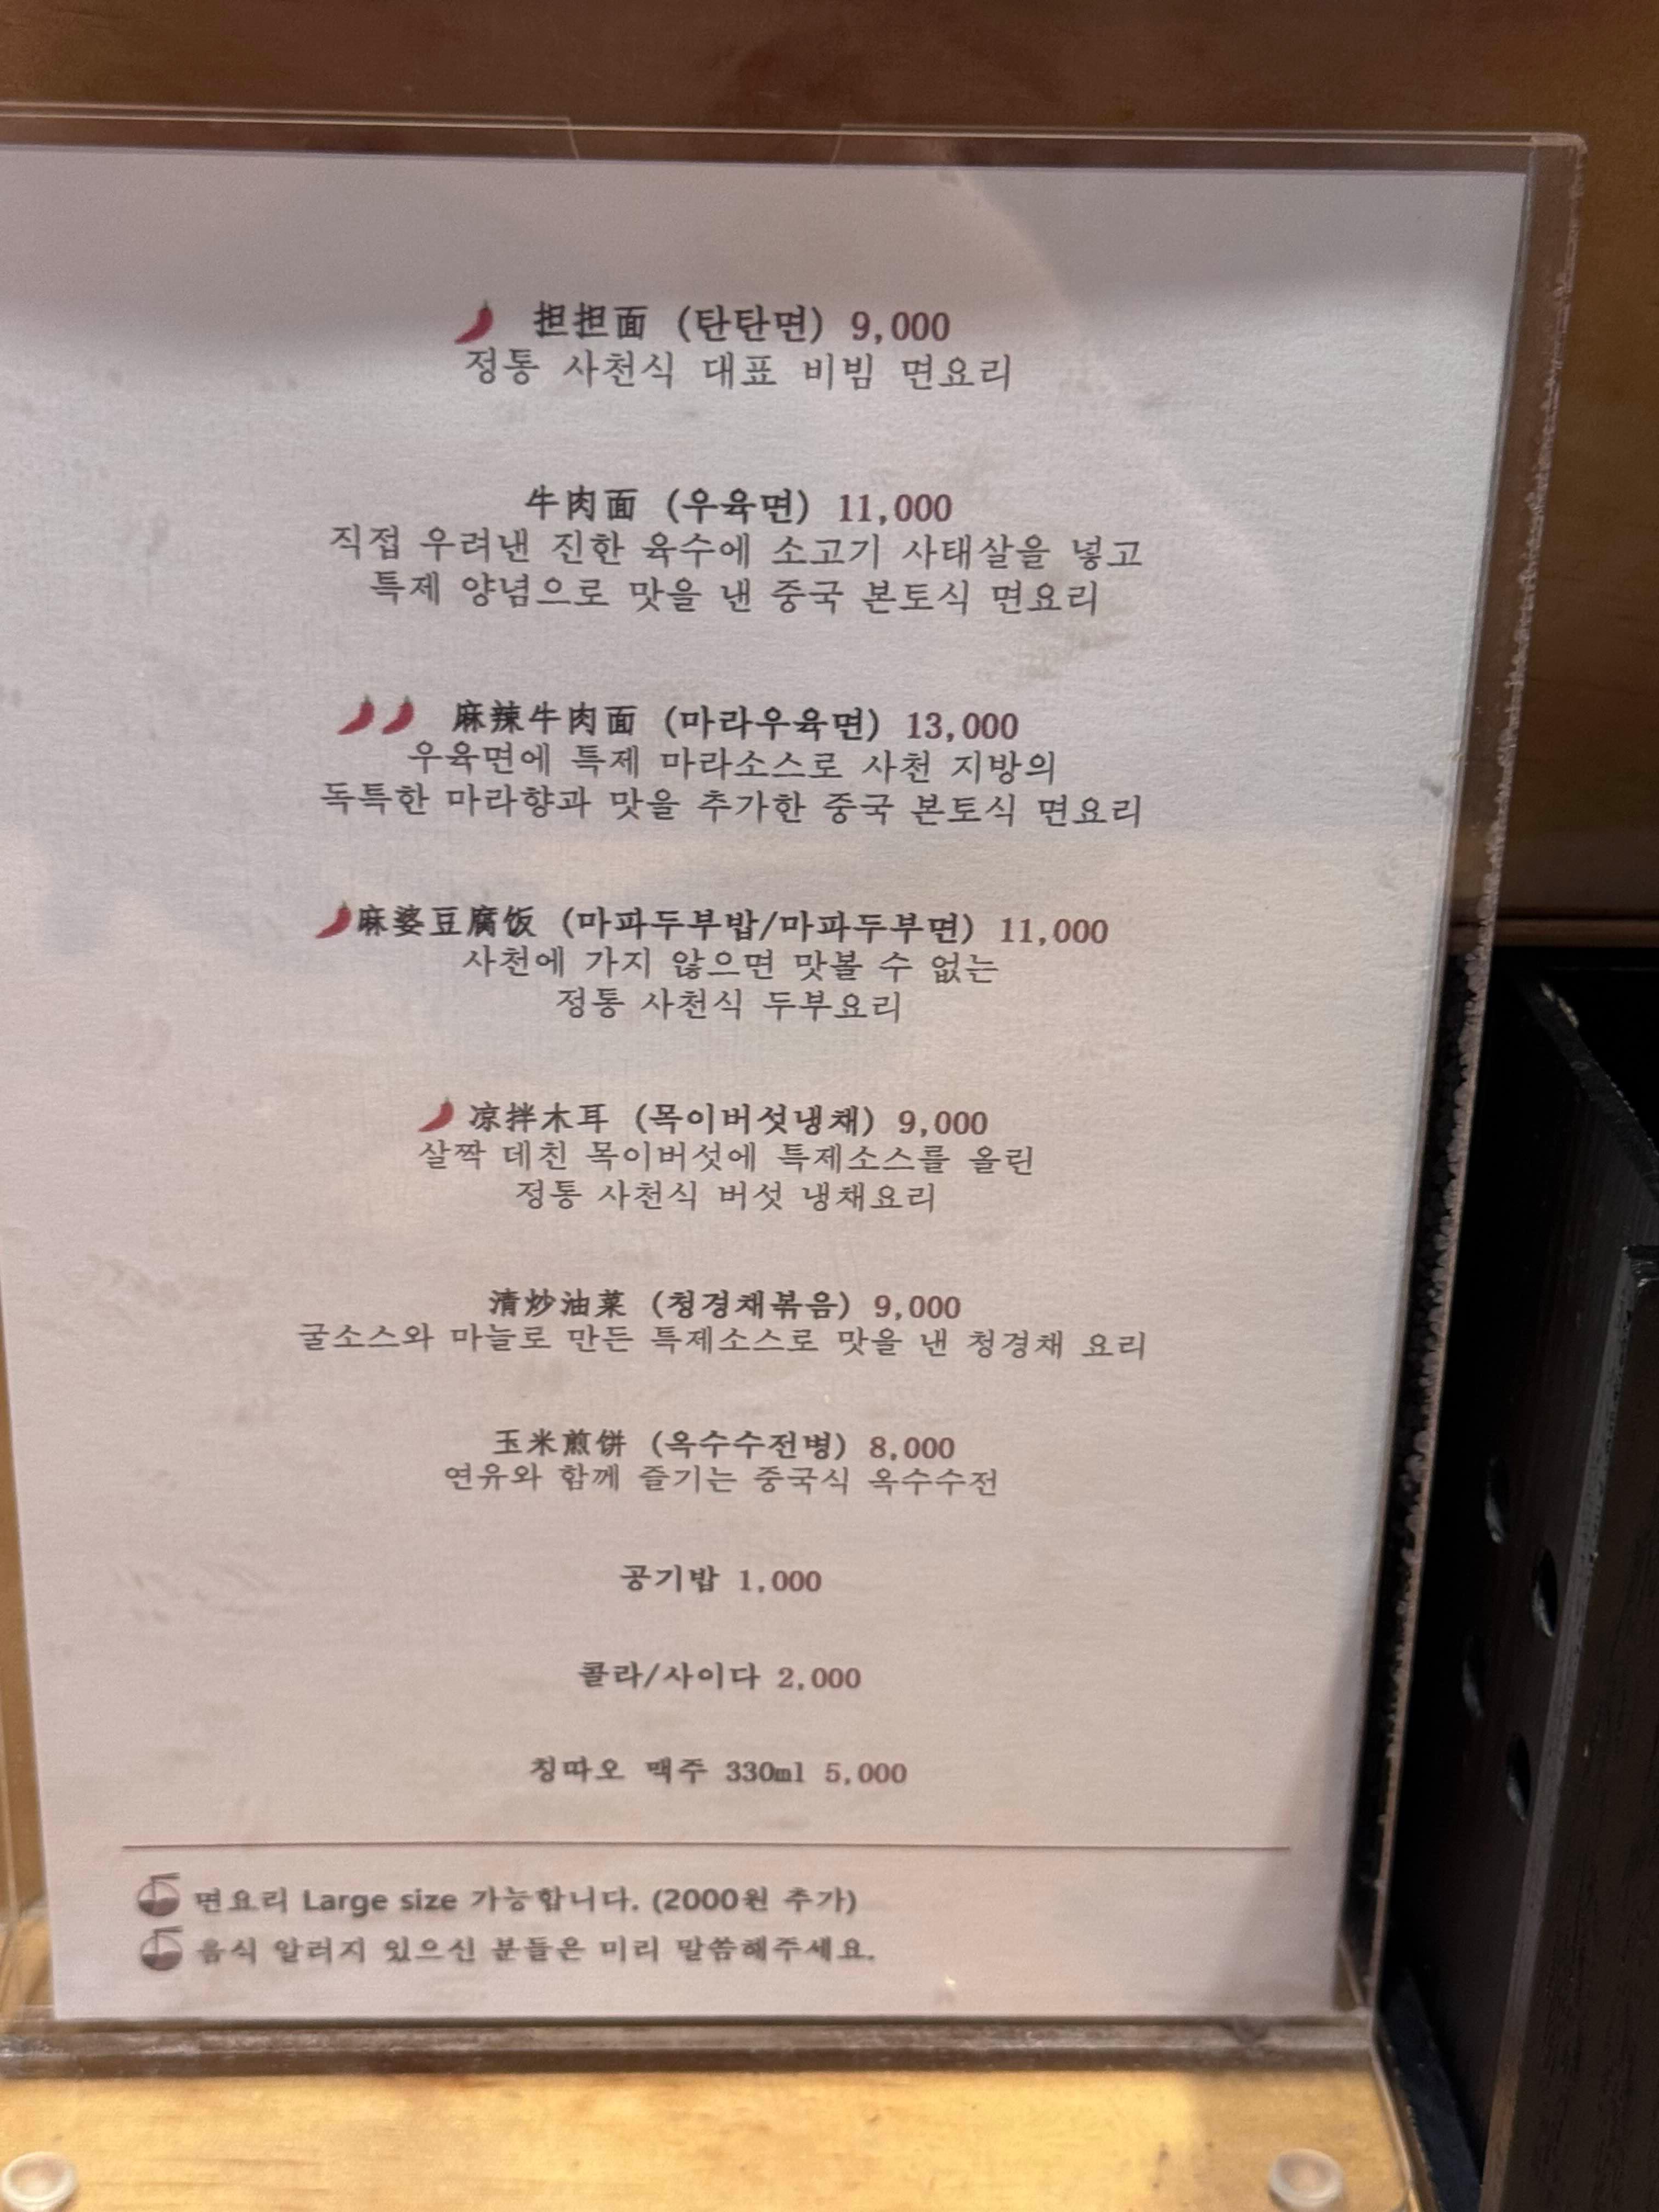 担担面 (탄탄면) 9,000
정통 사천식 대표 비빔 면요리
牛肉面 (우육면) 11,000
직접 우려낸 진한 육수에 소고기 사태살을 넣고
특제 양념으로 맛을 낸 중국 본토식 면요리
麻辣牛肉面 (마라우육면) 13,000
우육면에 특제 마라소스로 사천 지방의
독특한 마라향과 맛을 추가한 중국 본토식 면요리
麻婆豆腐饭 (마파두부밥/마파두부면) 11,000
사천에 가지 않으면 맛볼 수 없는
정통 사천식 두부요리
凉拌木耳 (목이버섯냉채) 9,000
살짝 데친 목이버섯에 특제소스를 올린
정통 사천식 버섯 냉채요리
清炒油菜 (청경채볶음) 9,000
굴소스와 마늘로 만든 특제소스로 맛을 낸 청경채 요리
玉米煎饼 (옥수수전병) 8,000
연유와 함께 즐기는 중국식 옥수수전
공기밥 1,000
콜라/사이다 2,000
칭따오 맥주 330ml 5,000
면요리 Large size 가능합니다. (2000원 추가)
음식 알러지 있으신 분들은 미리 말씀해주세요.